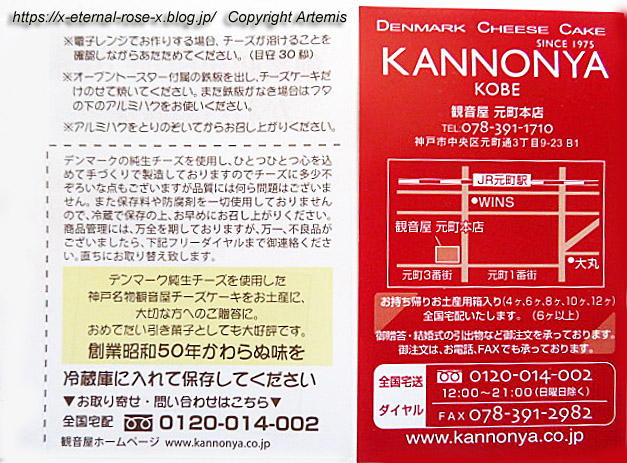 https://x-eternal-rose-x.blog.jp/ Copyright Artemis
※電子レンジでお作りする場合、チーズが溶けることを
確認しながらあたためてください。(目安30秒)
※オーブントースター付属の鉄板を出し、チーズケーキだ
けのせて焼いてください。また鉄板がなき場合はフタ
の下のアルミハクをお使いください。
※アルミハクをとりのぞいてからお召し上がりください。
デンマークの純生チーズを使用し、ひとつひとつ心を込
めて手づくりで製造しておりますのでチーズに多少不
ぞろいな点もございますが品質には何ら問題はございま
せん。また保存料や防腐剤を一切使用しておりません
ので、冷蔵で保存の上、お早めにお召し上がりください。
商品管理には、万全を期しておりますが、万一、不良品が
ございましたら、下記フリーダイヤルまで御連絡くださ
い。直ちにお取り替え致します。
デンマーク純生チーズを使用した
神戸名物観音屋チーズケーキをお土産に、
大切な方へのご贈答に。
おめでたい引き菓子としても大好評です。
創業昭和50年かわらぬ味を
冷蔵庫に入れて保存してください
▼お取り寄せ・問い合わせはこちら▼
全国宅配 0120-014-002
観音屋ホームページ www.kannonya.co.jp
DENMARK CHEESE CAKE
SINCE 1975
KANNONYA
KOBE
観音屋 元町本店
TEL:078-391-1710
神戸市中央区元町通3丁目9-23 B1
JR元町駅
WINS
観音屋 元町本店
大丸
元町3番街 元町1番街
お持ち帰りお土産用箱入り(4ヶ,6ヶ,8ヶ,10ヶ,12ヶ)
全国宅配いたします。(6ヶ以上)
御贈答・結婚式の引出物など御注文を承っております。
御注文は、お電話、FAXでも承っております。
全国宅送
ダイヤル
0120-014-002
12:00~21:00(日曜日除く)
FAX 078-391-2982
www.kannonya.co.jp